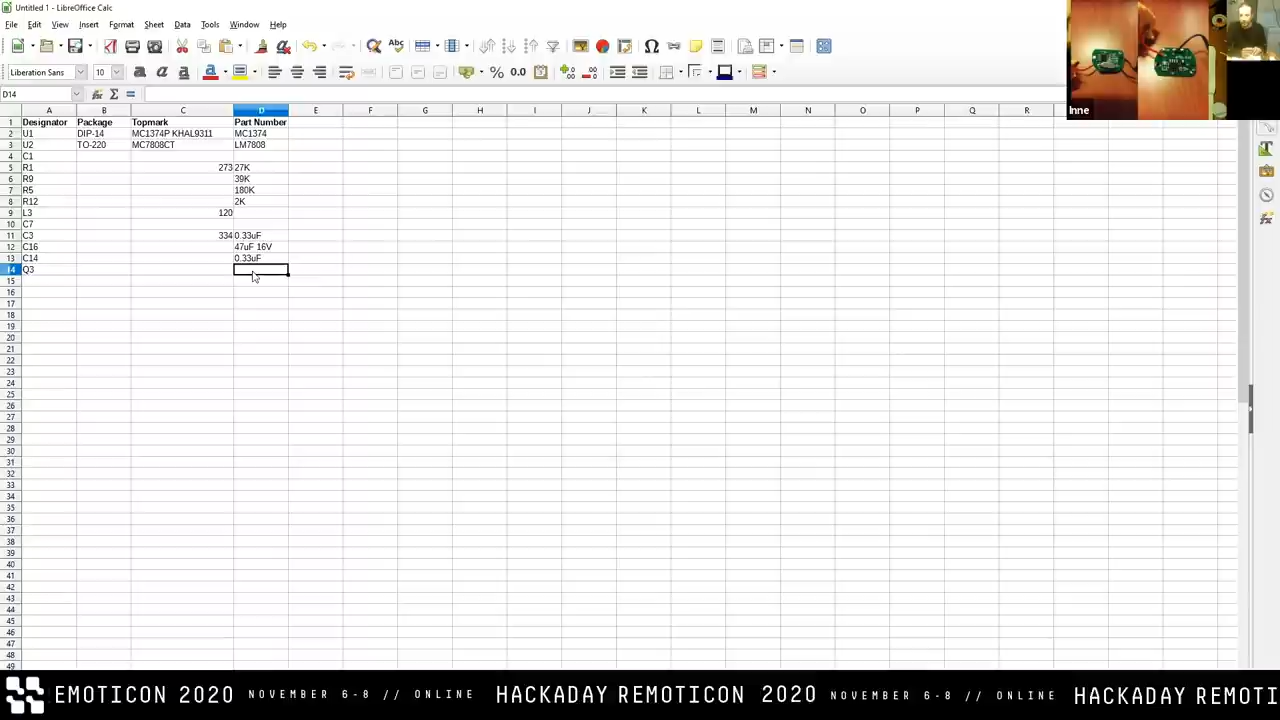 Untitled 1 - LibreOffice Calc
File Edit View Insert Format Sheet Data Tools Window Help
Liberation Sans 10
D14
A B C D E F G H I J K L M N O P Q R
1 Designator Package Topmark Part Number
2 U1 DIP-14 MC1374P KHAL9311 MC1374
3 U2 TO-220 MC7808CT LM7808
4 C1
5 R1 273 27K
6 R9 39K
7 R5 180K
8 R12 2K
9 L3 120
10 C7
11 C3 334 0.33uF
12 C16 47uF 16V
13 C14 0.33uF
14 Q3
15
16
17
18
19
20
21
22
23
24
25
26
27
28
29
30
31
32
33
34
35
36
37
38
39
40
41
42
43
44
45
46
47
48
49
Inne
EMOTICON 2020 NOVEMBER 6-8 // ONLINE HACKADAY REMOTICON 2020 NOVEMBER 6-8 // ONLINE HACKADAY REMOTI